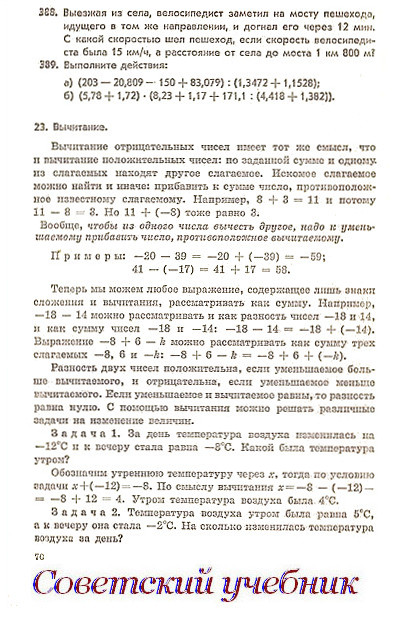 388. Выезжая из села, велосипедист заметил на мосту пешехода,
идущего в том же направлении, и догнал его через 12 мин.
С какой скоростью шел пешеход, если скорость велосипеди-
ста была 15 км/ч, а расстояние от села до моста 1 км 800 м?
389. Выполните действия:
а) (203 — 20,809 — 150 + 83,079) : (1,3472 + 1,1528);
б) (5,78 + 1,72) · (8,23 + 1,17 + 171,1 : (4,418 + 1,382)).
23. Вычитание.
Вычитание отрицательных чисел имеет тот же смысл, что
и вычитание положительных чисел: по заданной сумме и одному
из слагаемых находят другое слагаемое. Искомое слагаемое
можно найти и иначе: прибавить к сумме число, противополож-
ное известному слагаемому. Например, 8 + 3 = 11 и потому
11 — 8 = 3. Но 11 + (—8) тоже равно 3.
Вообще, чтобы из одного числа вычесть другое, надо к умень-
шаемому прибавить число, противоположное вычитаемому.
Примеры: —20 — 39 = —20 + (—39) = —59;
41 — (—17) = 41 + 17 = 58.
Теперь мы можем любое выражение, содержащее лишь знаки
сложения и вычитания, рассматривать как сумму. Например,
—18 — 14 можно рассматривать и как разность чисел —18 и 14,
и как сумму чисел —18 и —14: —18 — 14 = —18 + (—14).
Выражение —8 + 6 — k можно рассматривать как сумму трех
слагаемых —8, 6 и —k: —8 + 6 — k = —8 + 6 + (—k).
Разность двух чисел положительна, если уменьшаемое боль-
ше вычитаемого, и отрицательна, если уменьшаемое меньше
вычитаемого. Если уменьшаемое и вычитаемое равны, то разность
равна нулю. С помощью вычитания можно решать различные
задачи на изменение величин.
Задача 1. За день температура воздуха изменилась на
—12°С и к вечеру стала равна —8°С. Какой была температура
утром?
Обозначим утреннюю температуру через x, тогда по условию
задачи x+(—12)=—8. По смыслу вычитания x=—8 — (—12)=
= —8 + 12 = 4. Утром температура воздуха была 4°С.
Задача 2. Температура воздуха утром была равна 5°С,
а к вечеру она стала —2°С. На сколько изменилась температура
воздуха за день?
76
Советский учебник